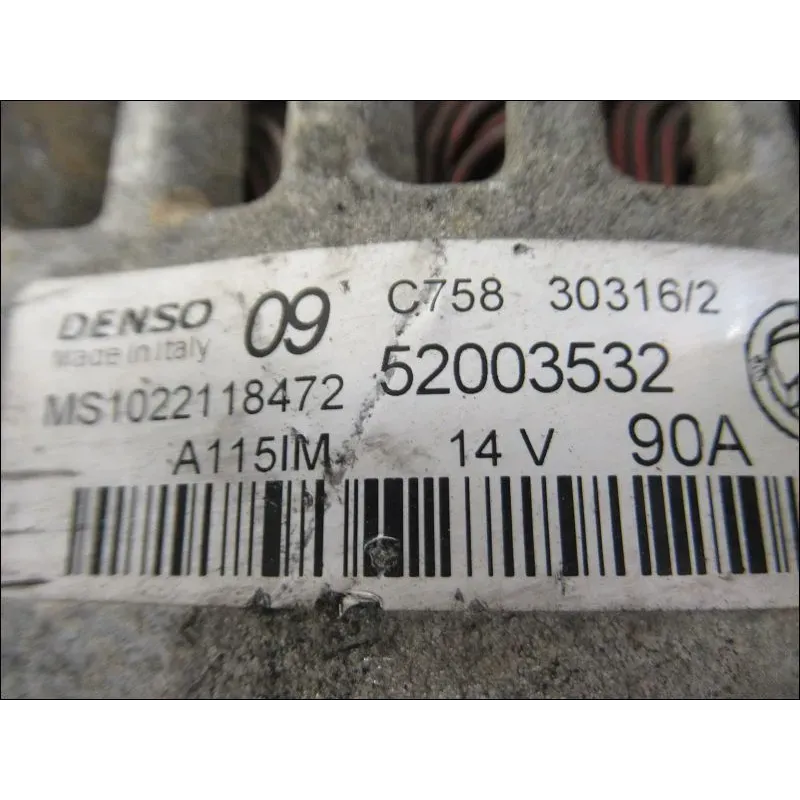 DENSO 09 C758 30316/2
Made in Italy
MS1022118472 52003532
A115IM 14 V 90A